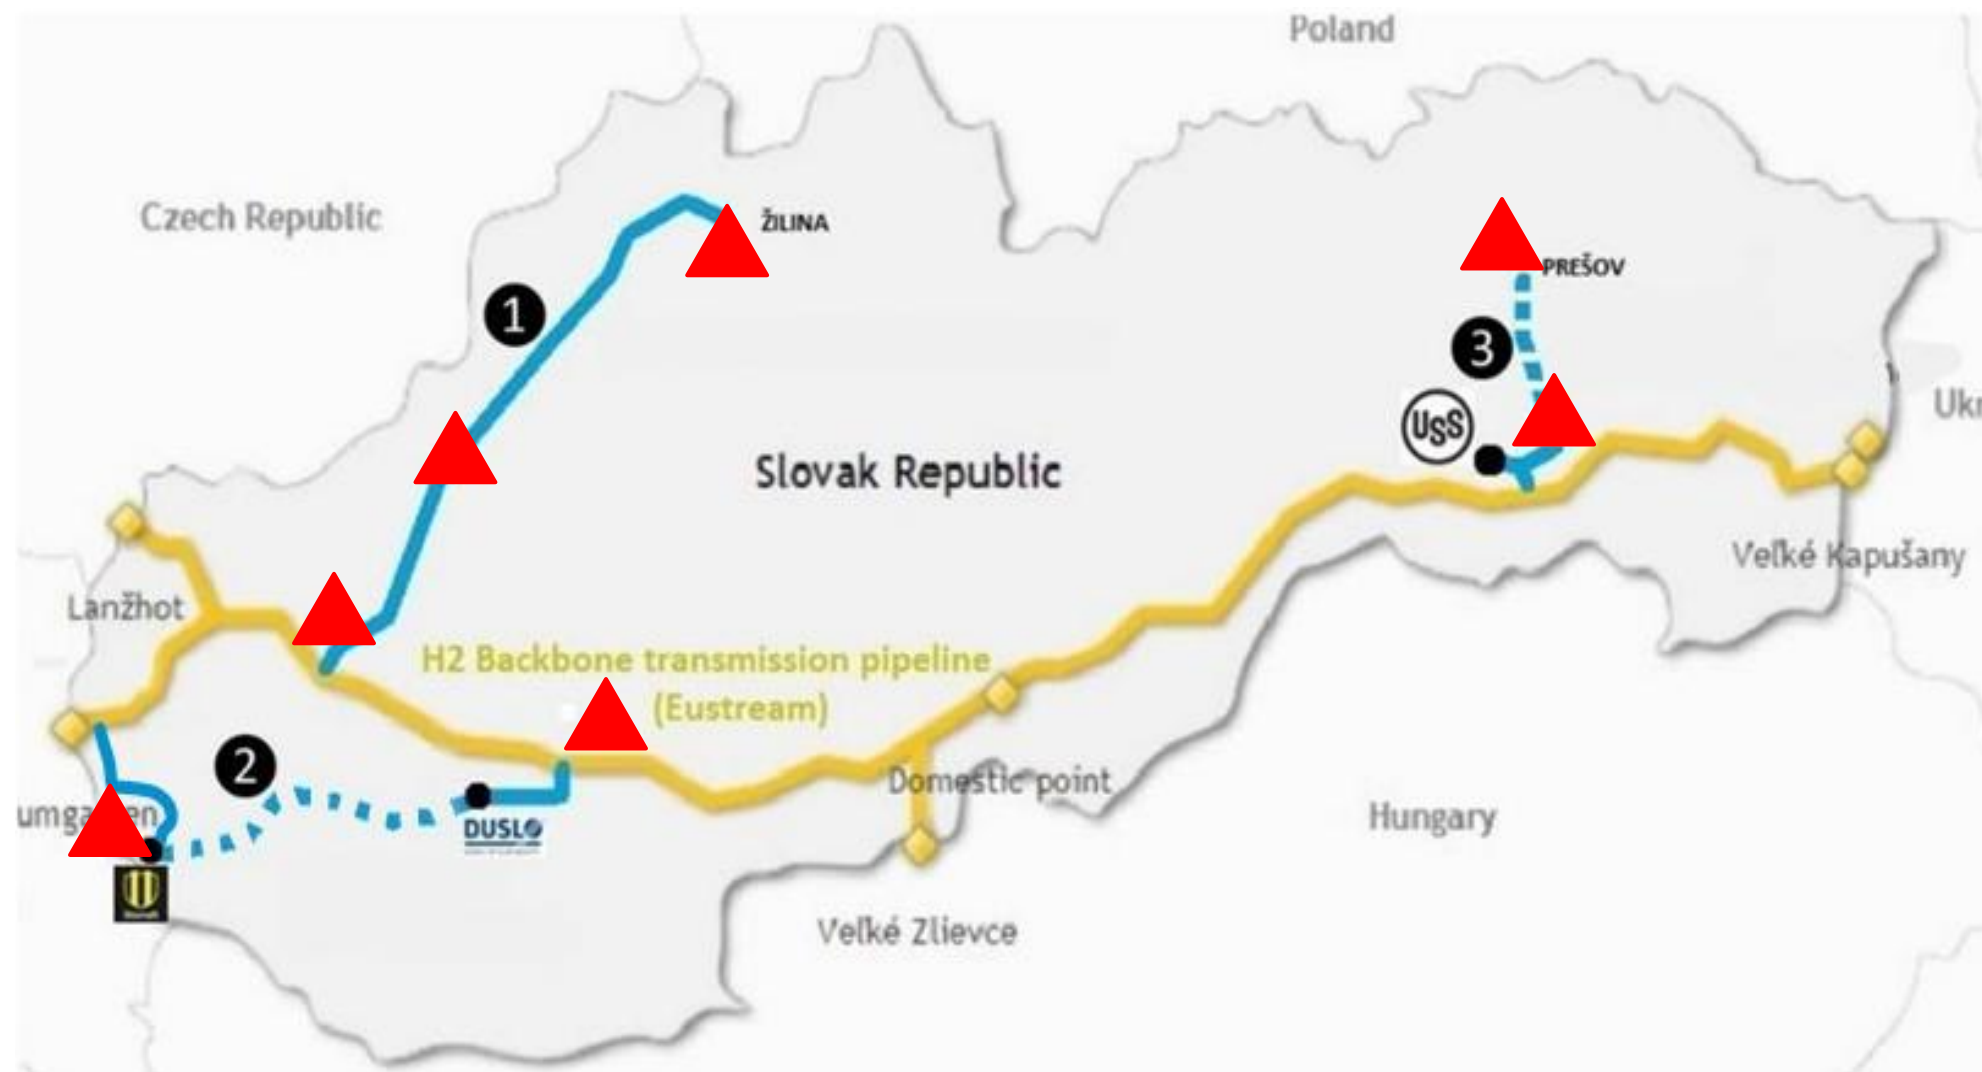 Poland
Czech Republic
ŽILINA
PREŠOV
1
3
Ukr
USS
Slovak Republic
Veľké Kapušany
Lanžhot
H2 Backbone transmission pipeline
(Eustream)
2
Domestic point
Hungary
DUSLO
Veľké Zlievce